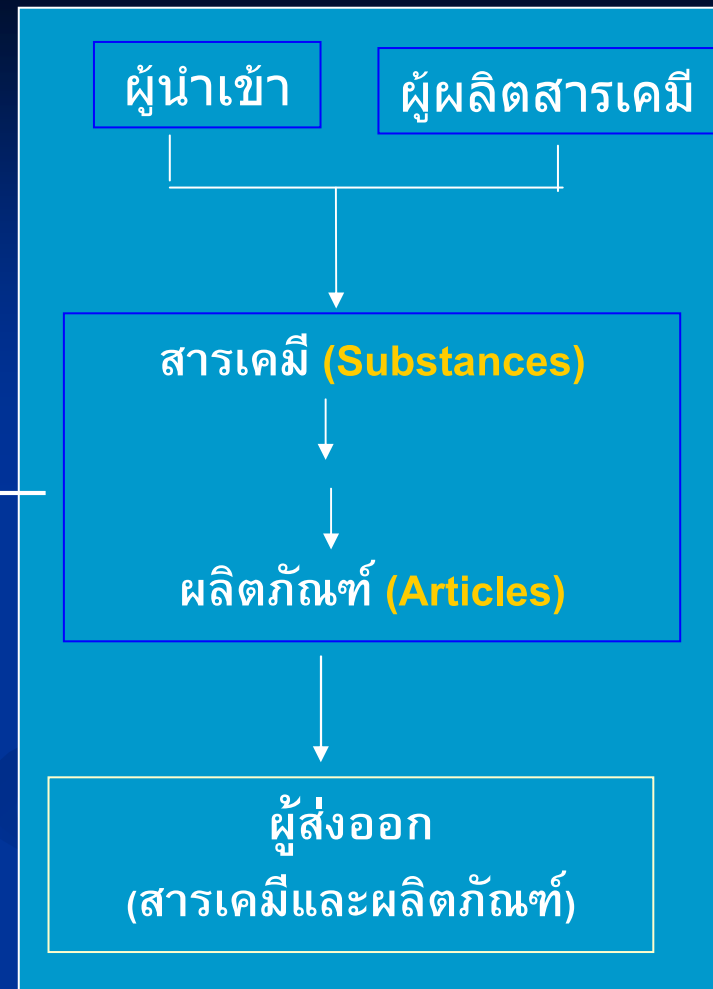 ผู้นำเข้า
ผู้ผลิตสารเคมี
สารเคมี (Substances)
ผลิตภัณฑ์ (Articles)
ผู้ส่งออก
(สารเคมีและผลิตภัณฑ์)